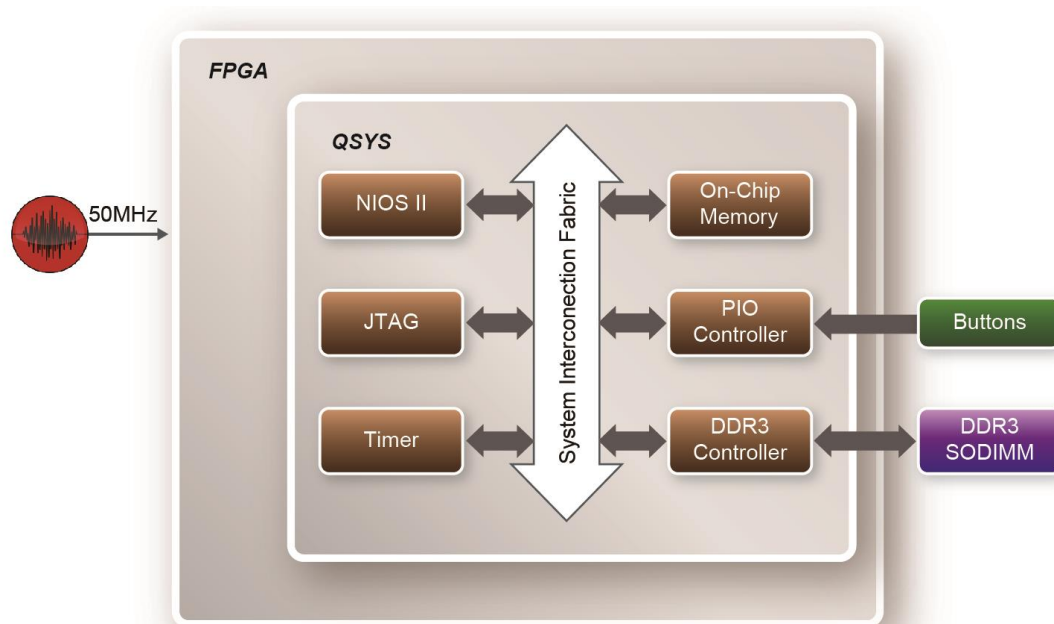 FPGA
QSYS
50MHz
NIOS II
On-Chip
Memory
JTAG
PIO
Controller
Buttons
Timer
DDR3
Controller
DDR3
SODIMM
System Interconnection Fabric